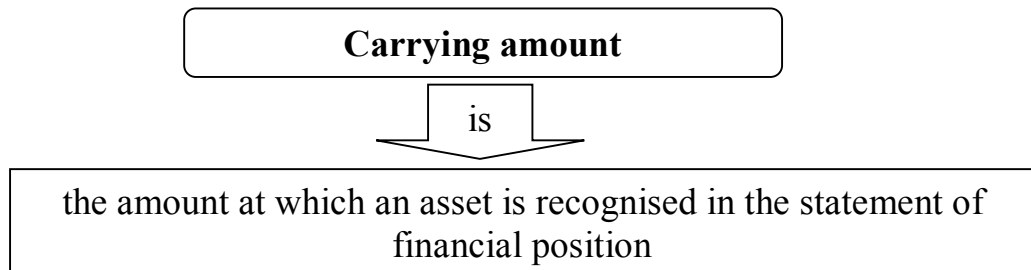 Carrying amount
is
the amount at which an asset is recognised in the statement of
financial position